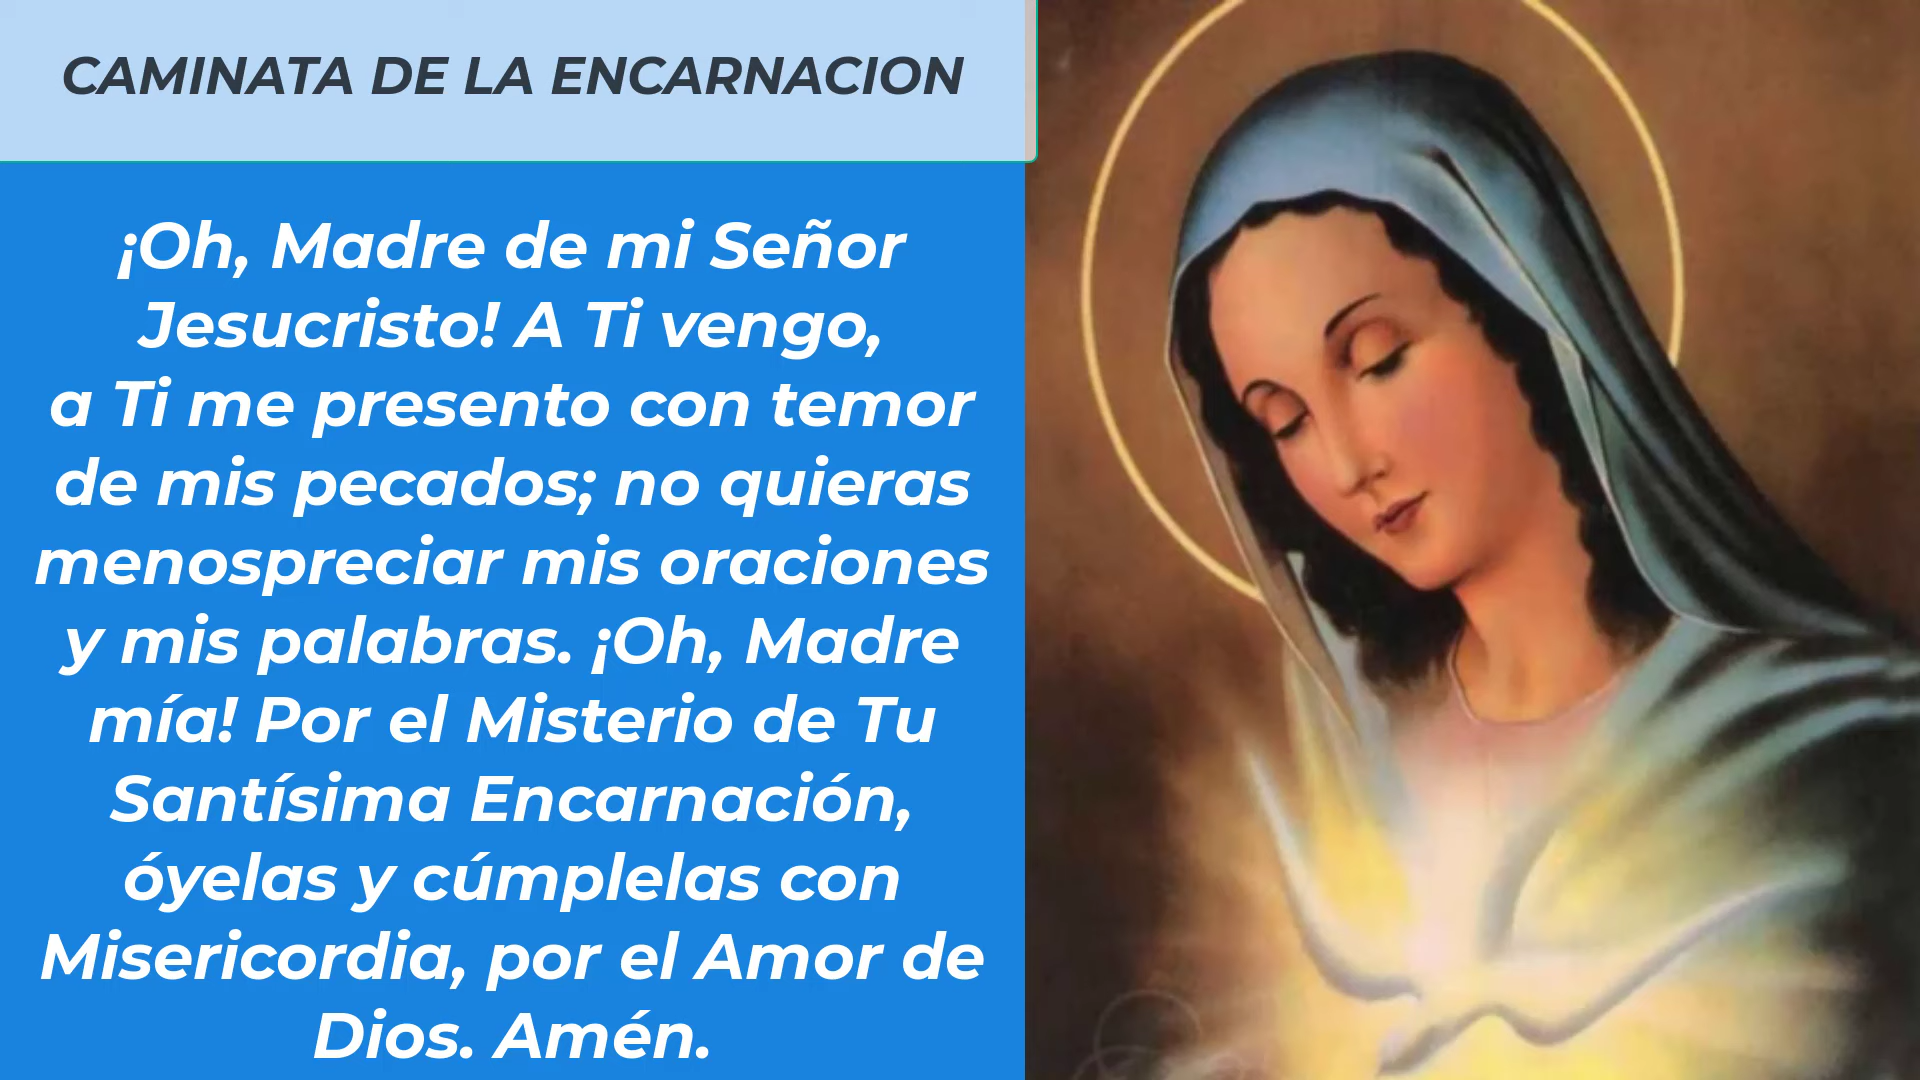 CAMINATA DE LA ENCARNACION
¡Oh, Madre de mi Señor
Jesucristo! A Ti vengo,
a Ti me presento con temor
de mis pecados; no quieras
menospreciar mis oraciones
y mis palabras. ¡Oh, Madre
mía! Por el Misterio de Tu
Santísima Encarnación,
óyelas y cúmplelas con
Misericordia, por el Amor de
Dios. Amén.